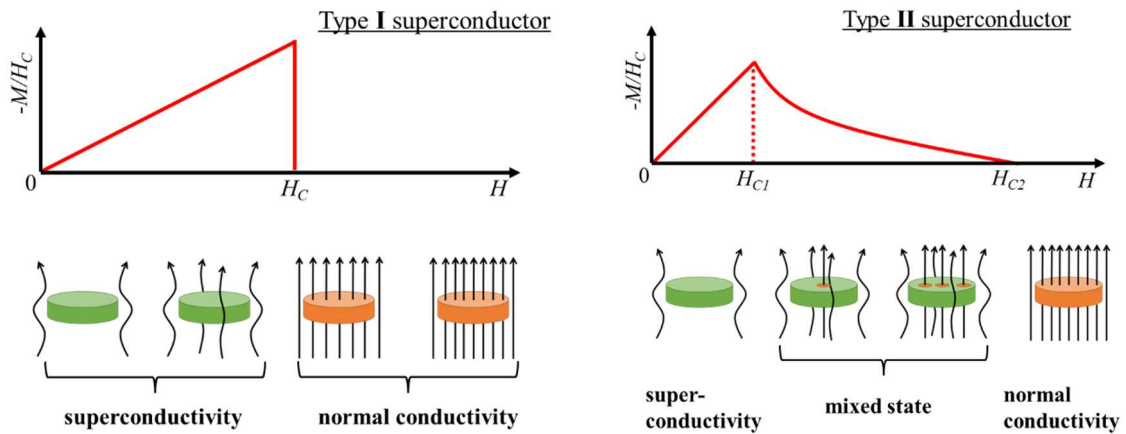 Type I superconductor
-M/H_C
0
H_C
H
superconductivity
normal conductivity
Type II superconductor
-M/H_C
0
H_C1
H_C2
H
super-
conductivity
mixed state
normal
conductivity